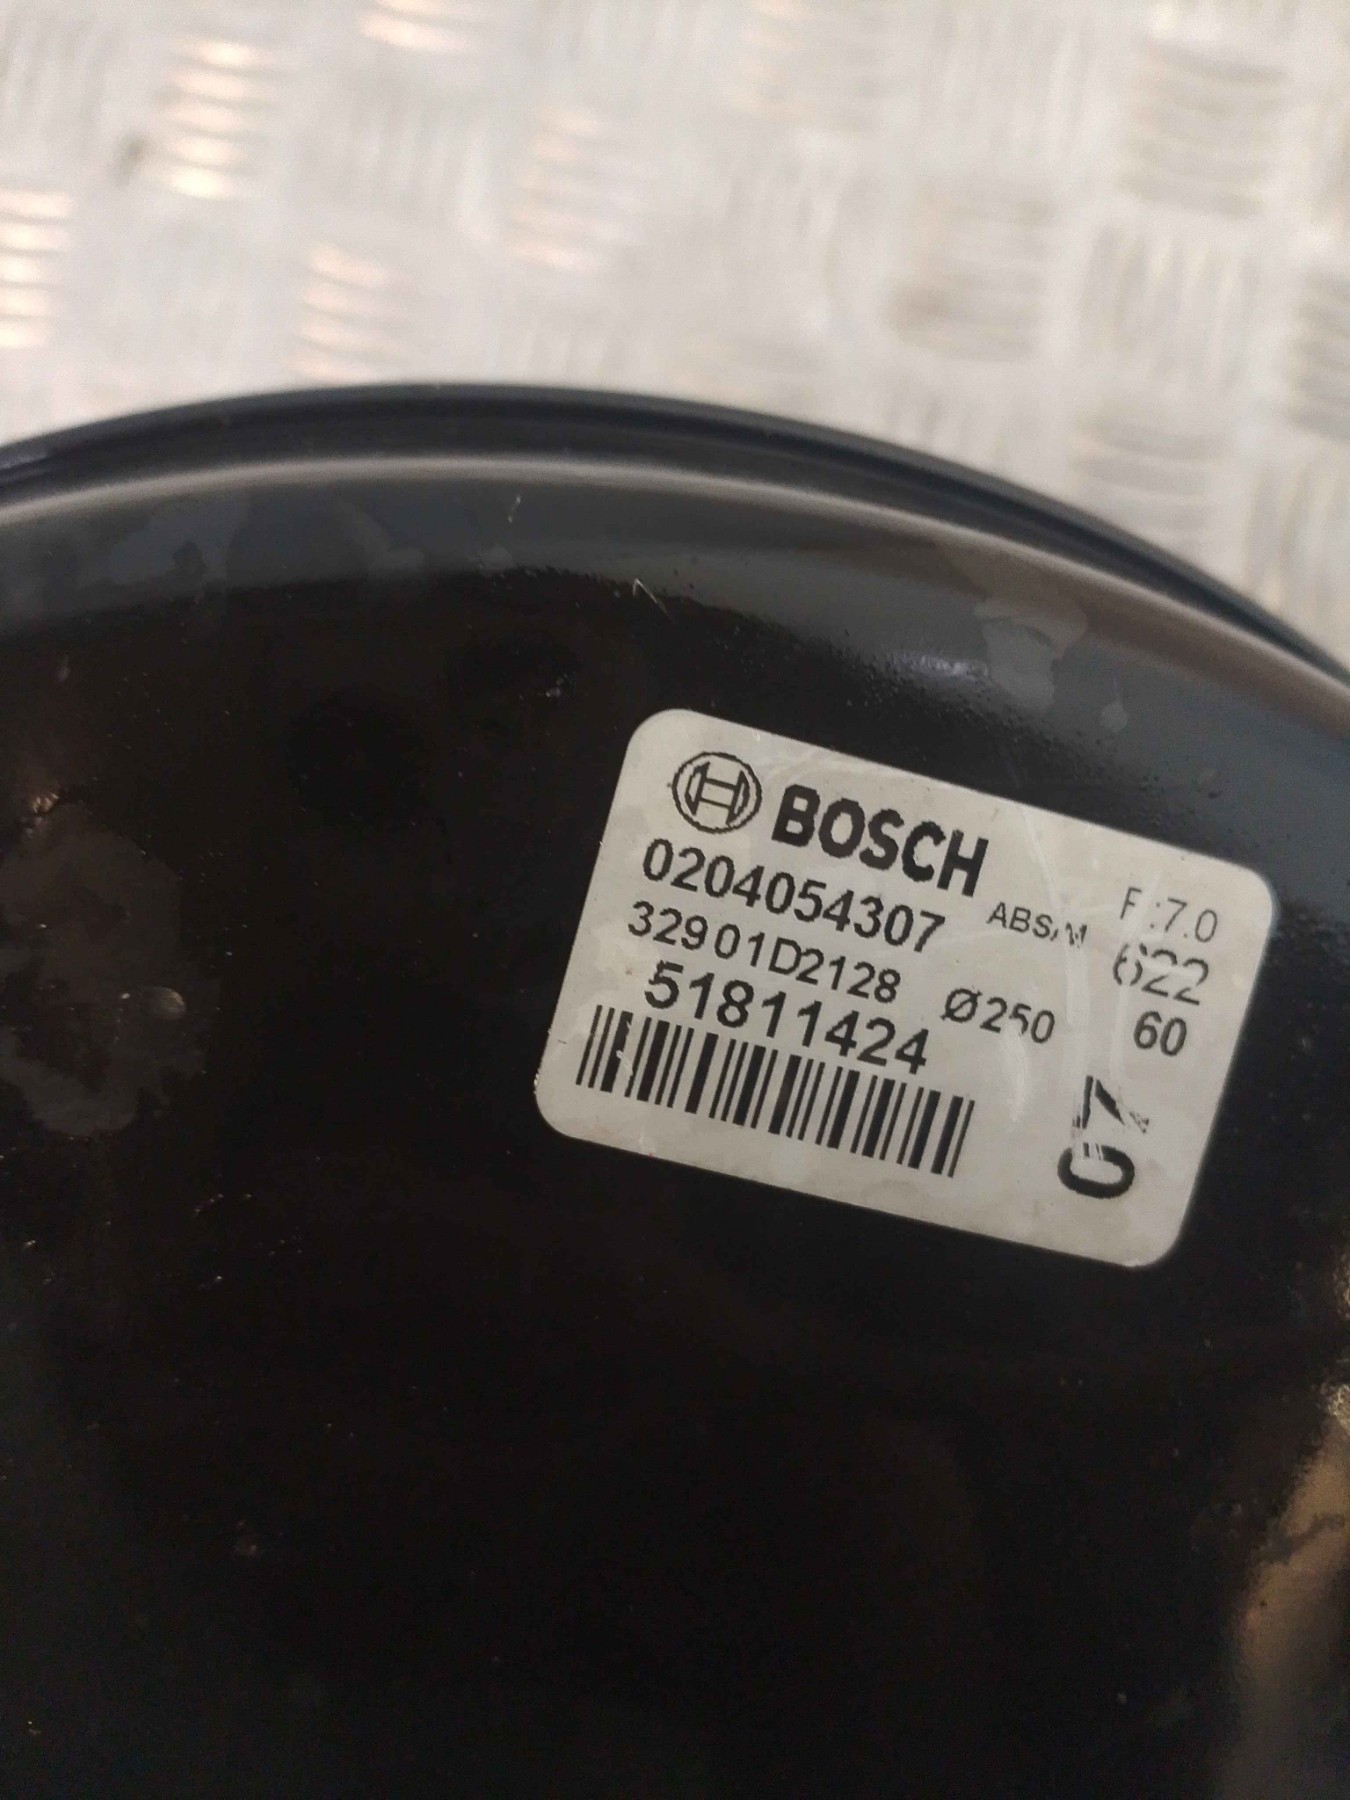 BOSCH
0204054307 ABS/M :7.0
32901D2128 Ø250 622
51811424 60
07